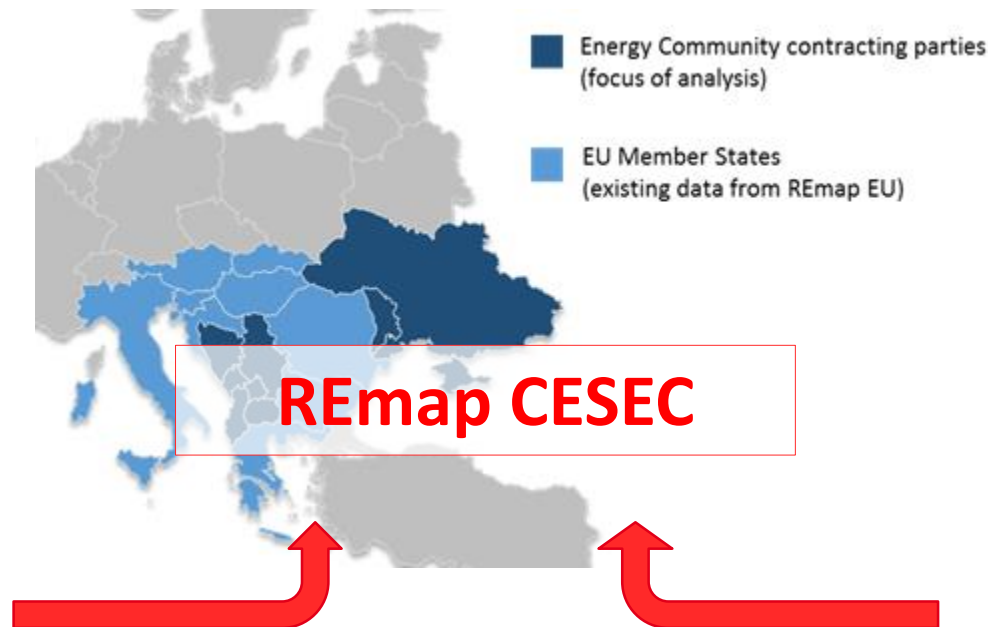 Energy Community contracting parties
(focus of analysis)
EU Member States
(existing data from REmap EU)
REmap CESEC